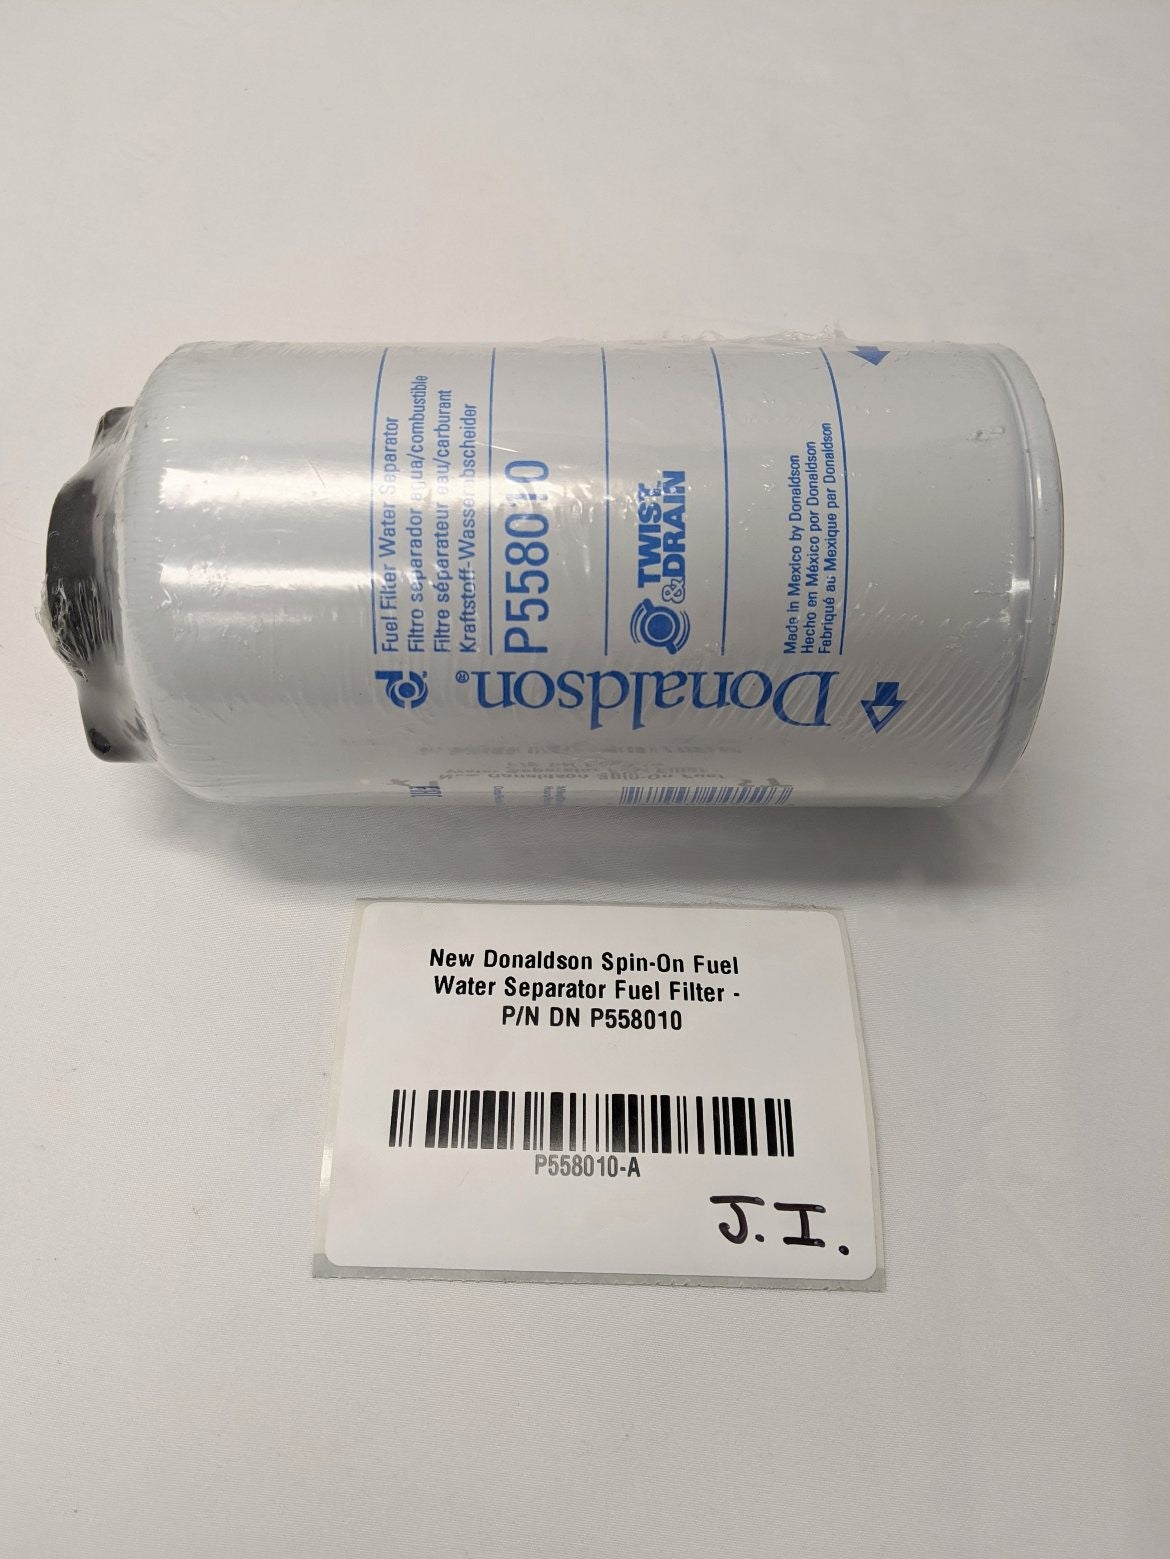 Fuel Filter Water Separator
Filtro separador agua/combustible
Filtre séparateur eau/carburant
Kraftstoff-Wasserabscheider
P558010
TWIST™
&DRAIN
Made in Mexico by Donaldson
Hecho en México por Donaldson
Fabriqué au Mexique par Donaldson
Donaldson®
New Donaldson Spin-On Fuel
Water Separator Fuel Filter -
P/N DN P558010
P558010-A
J.I.